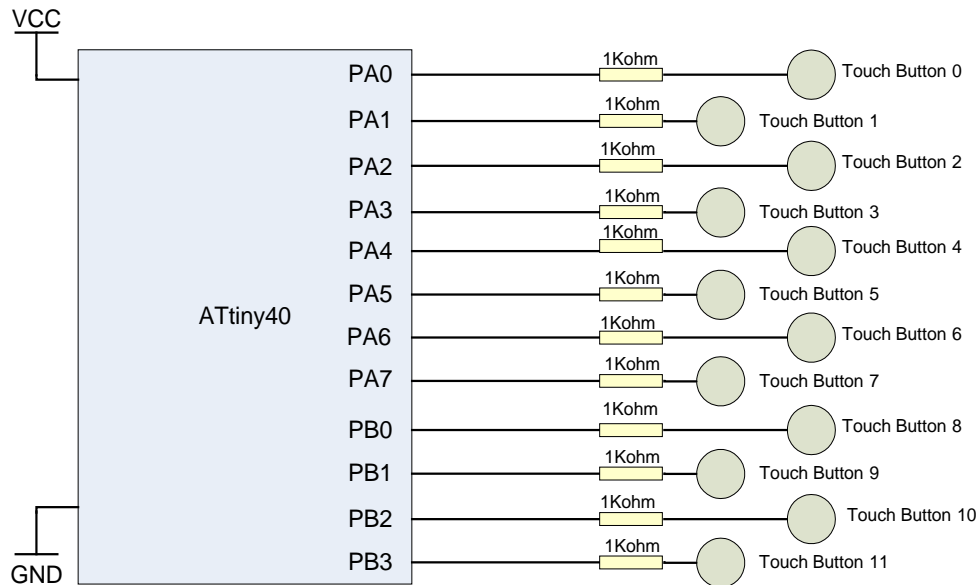 VCC
PA0 1Kohm Touch Button 0
PA1 1Kohm Touch Button 1
PA2 1Kohm Touch Button 2
PA3 1Kohm Touch Button 3
PA4 1Kohm Touch Button 4
PA5 1Kohm Touch Button 5
ATtiny40
PA6 1Kohm Touch Button 6
PA7 1Kohm Touch Button 7
PB0 1Kohm Touch Button 8
PB1 1Kohm Touch Button 9
PB2 1Kohm Touch Button 10
PB3 1Kohm Touch Button 11
GND